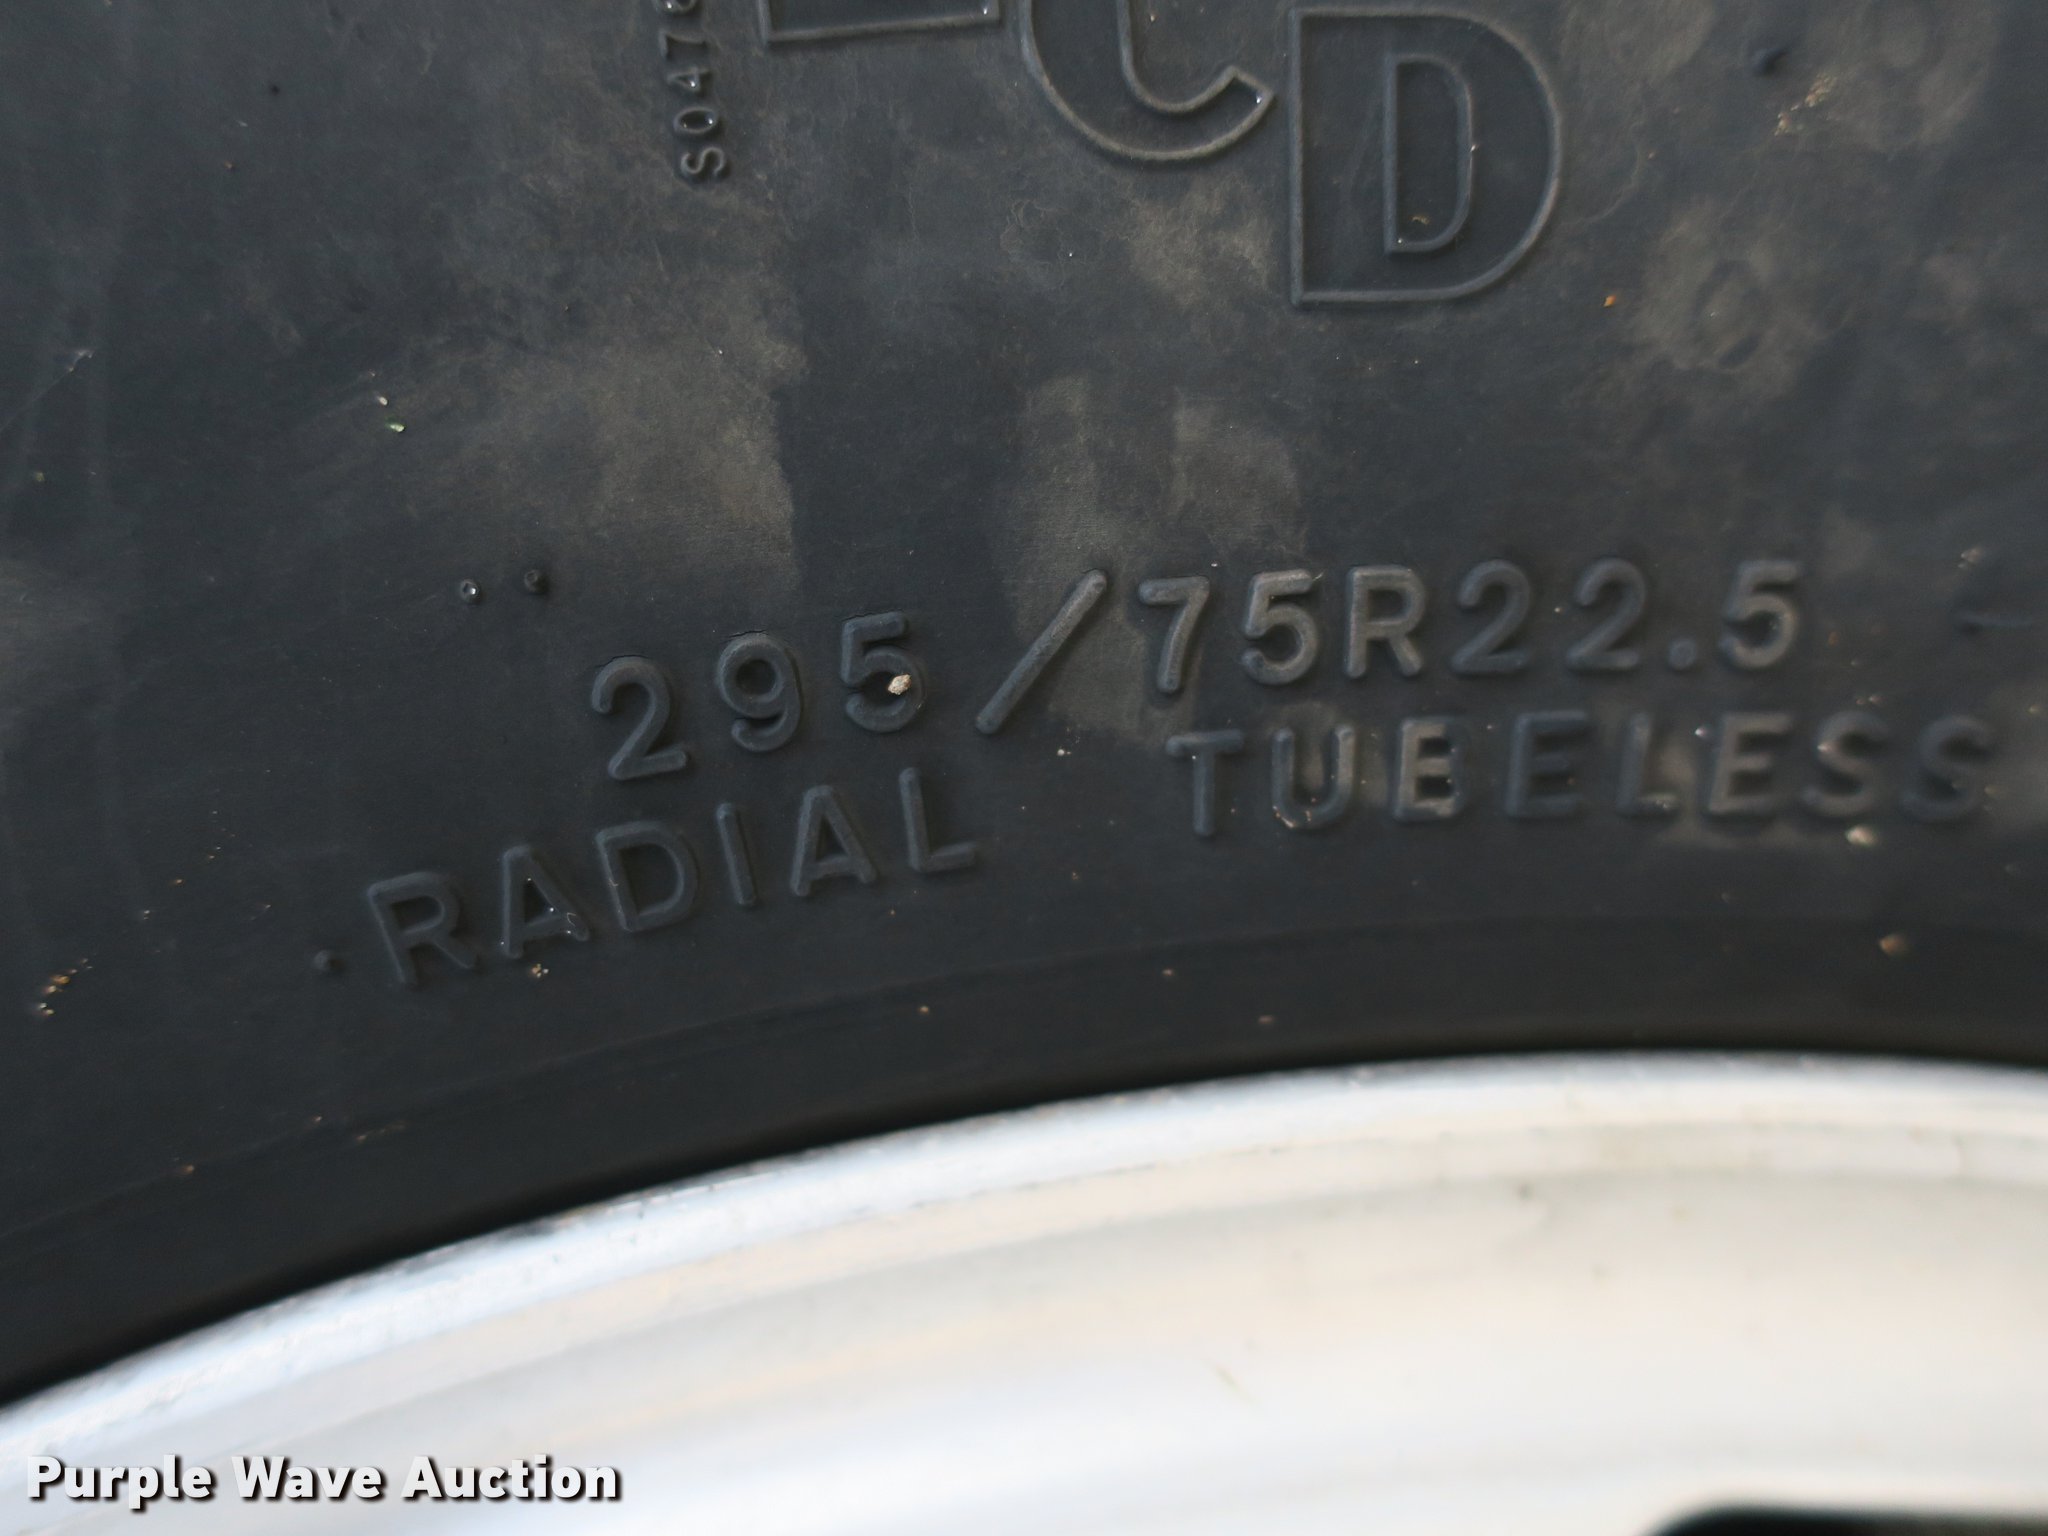 295/75R22.5
RADIAL TUBELESS
Purple Wave Auction